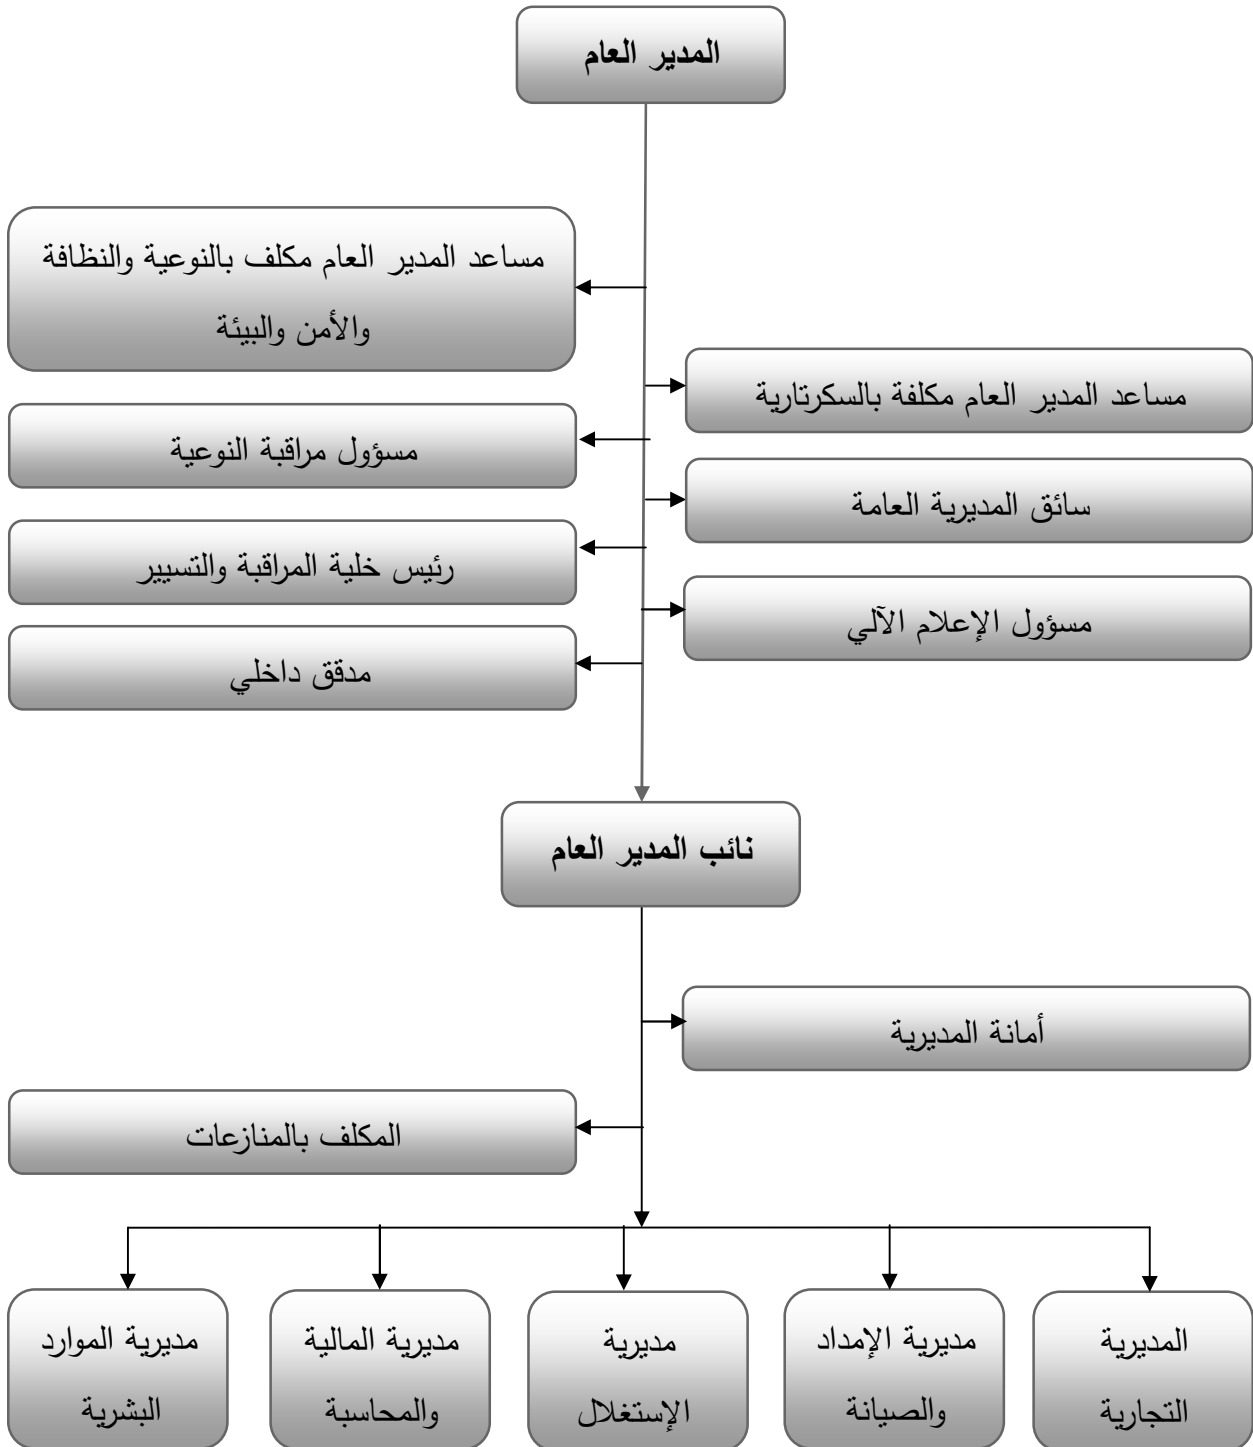 المدير العام
مساعد المدير العام مكلف بالنوعية والنظافة
والأمن والبيئة
مساعد المدير العام مكلفة بالسكرتارية
مسؤول مراقبة النوعية
سائق المديرية العامة
رئيس خلية المراقبة والتسيير
مسؤول الإعلام الآلي
مدقق داخلي
نائب المدير العام
أمانة المديرية
المكلف بالمنازعات
المديرية
التجارية
مديرية الإمداد
والصيانة
مديرية
الإستغلال
مديرية المالية
والمحاسبة
مديرية الموارد
البشرية